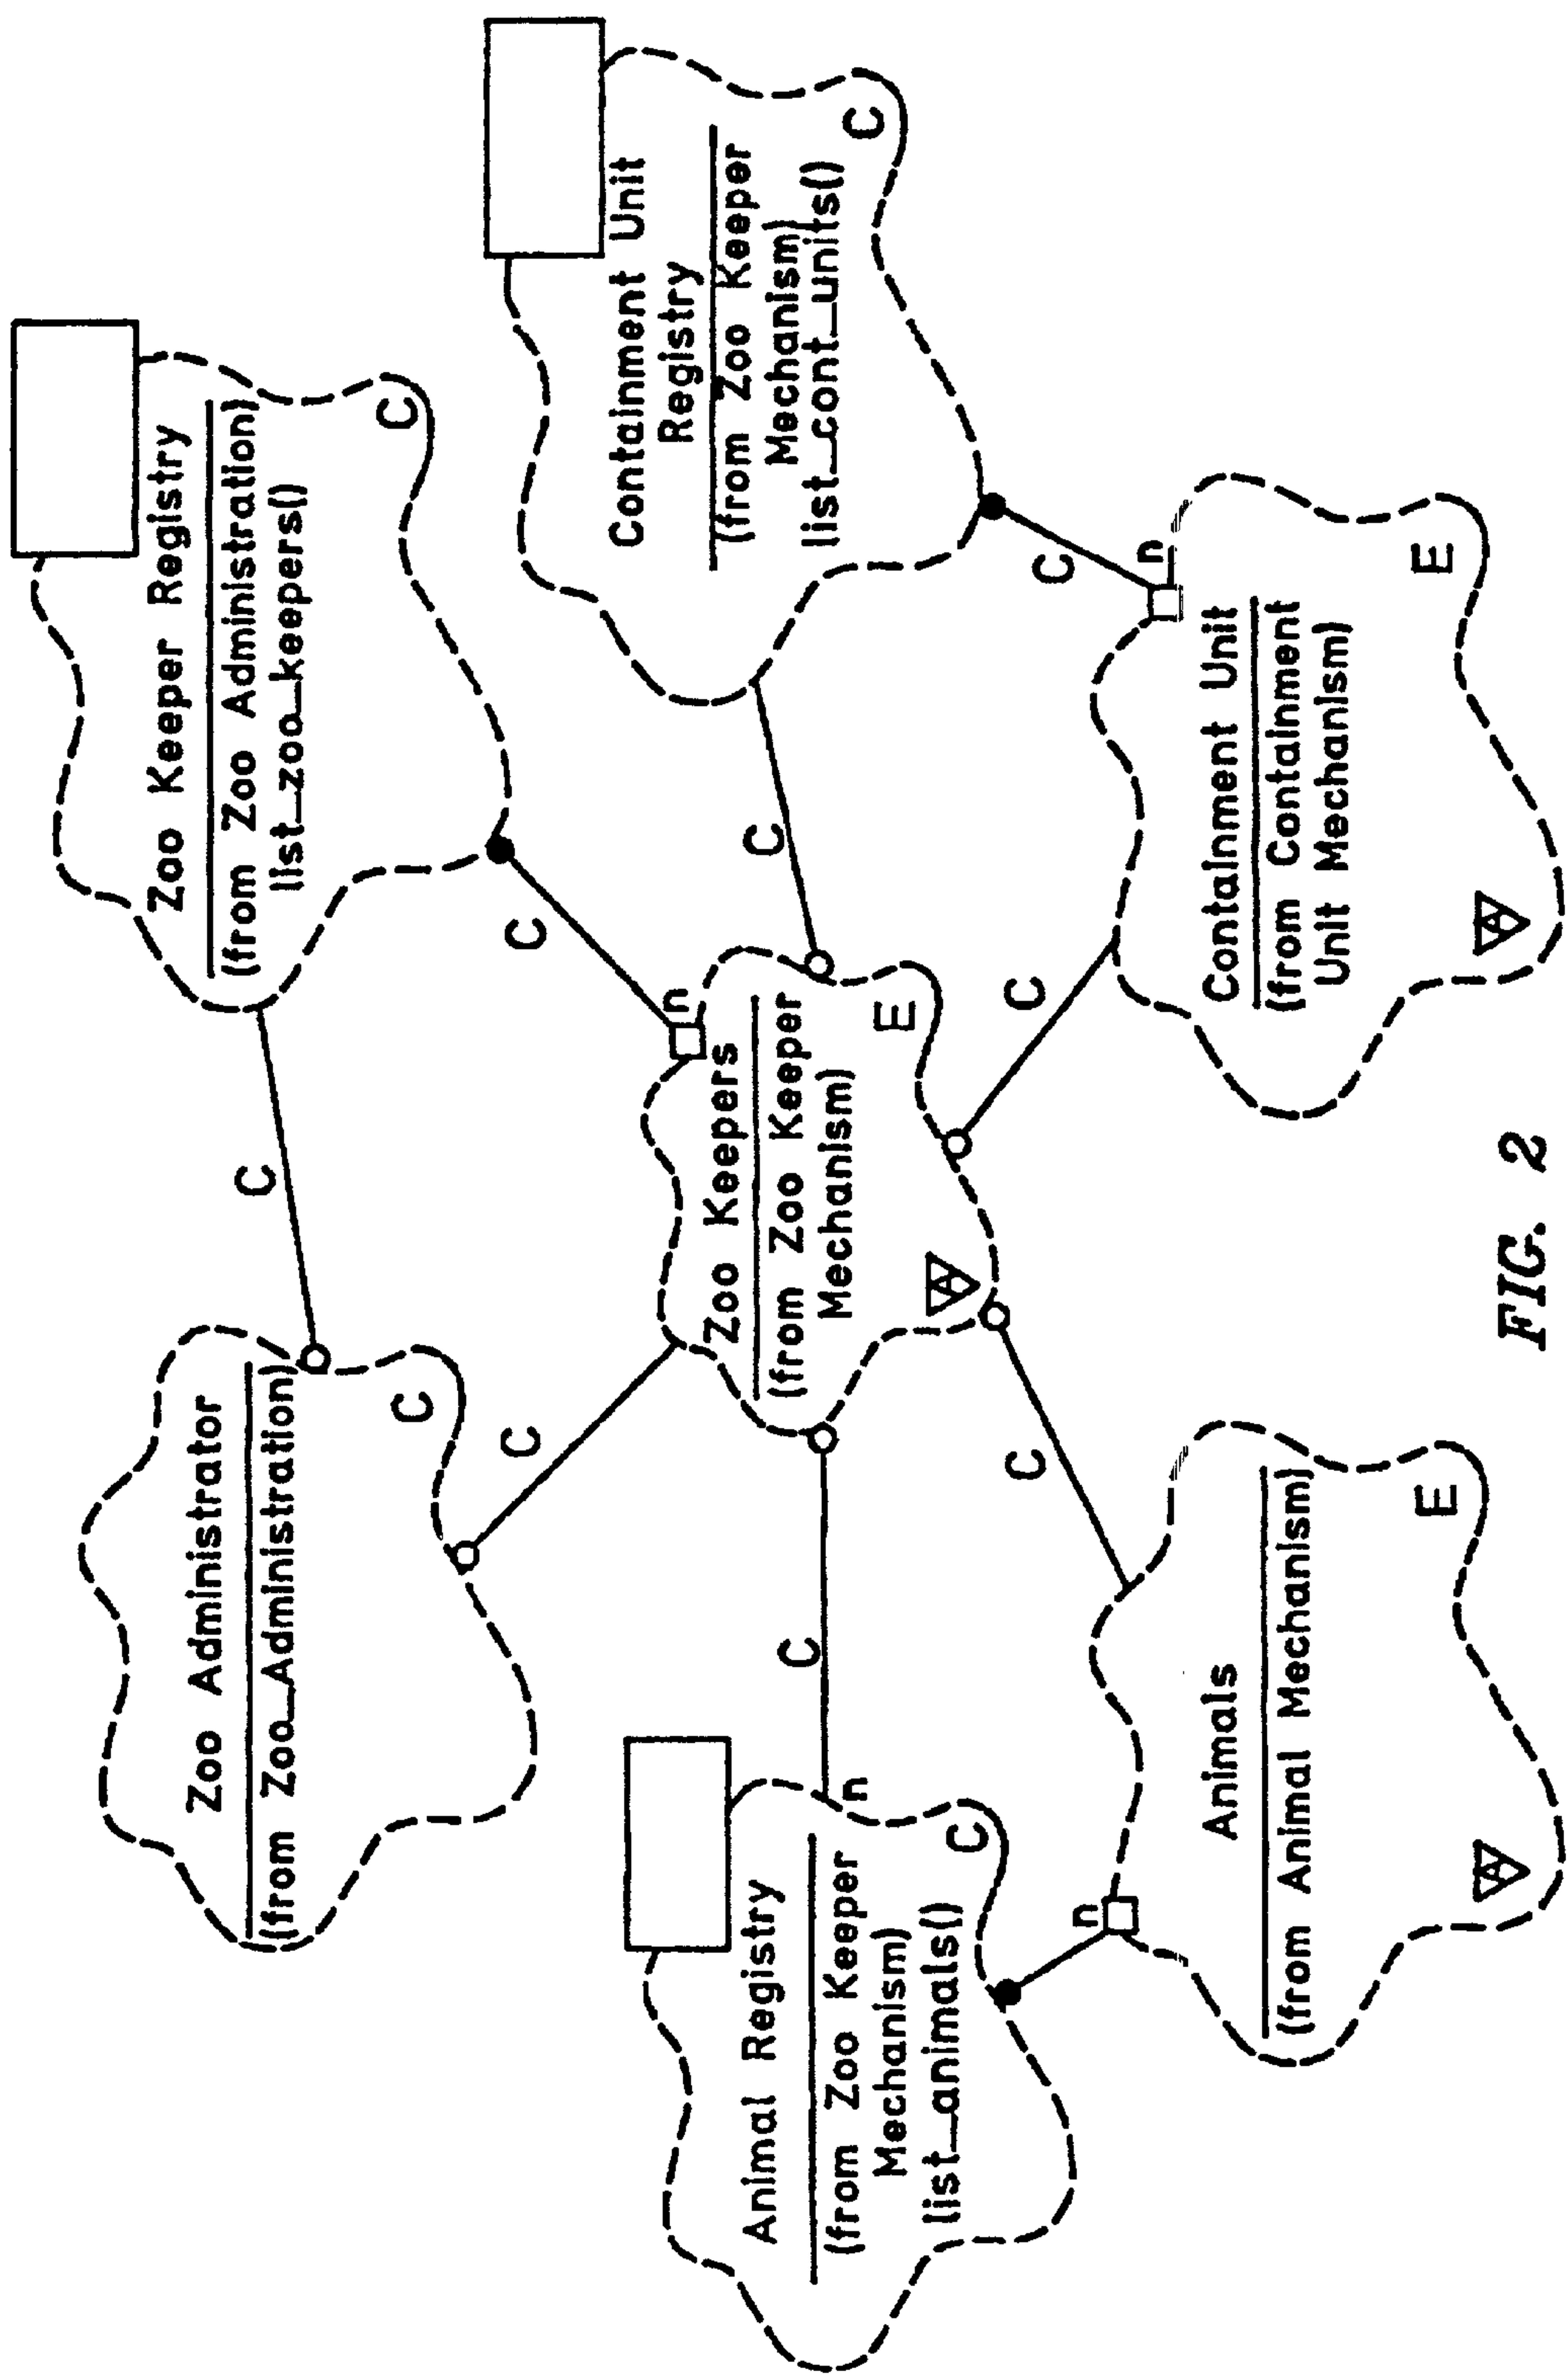 Zoo Administrator
(from Zoo_Administration)
C
C
Zoo Keeper Registry
(from Zoo Administration)
list_zoo_keepers()
C
C
C
Animal Registry
(from Zoo Keeper
Mechanism)
list_animals()
C
n
C
Zoo Keepers
(from Zoo Keeper
Mechanism)
n
E
A
C
Containment Unit
Registry
(from Zoo Keeper
Mechanism)
list_cont_units()
C
C
C
C
n
Animals
(from Animal Mechanism)
E
A
n
Containment Unit
(from Containment
Unit Mechanism)
E
A
FIG. 2